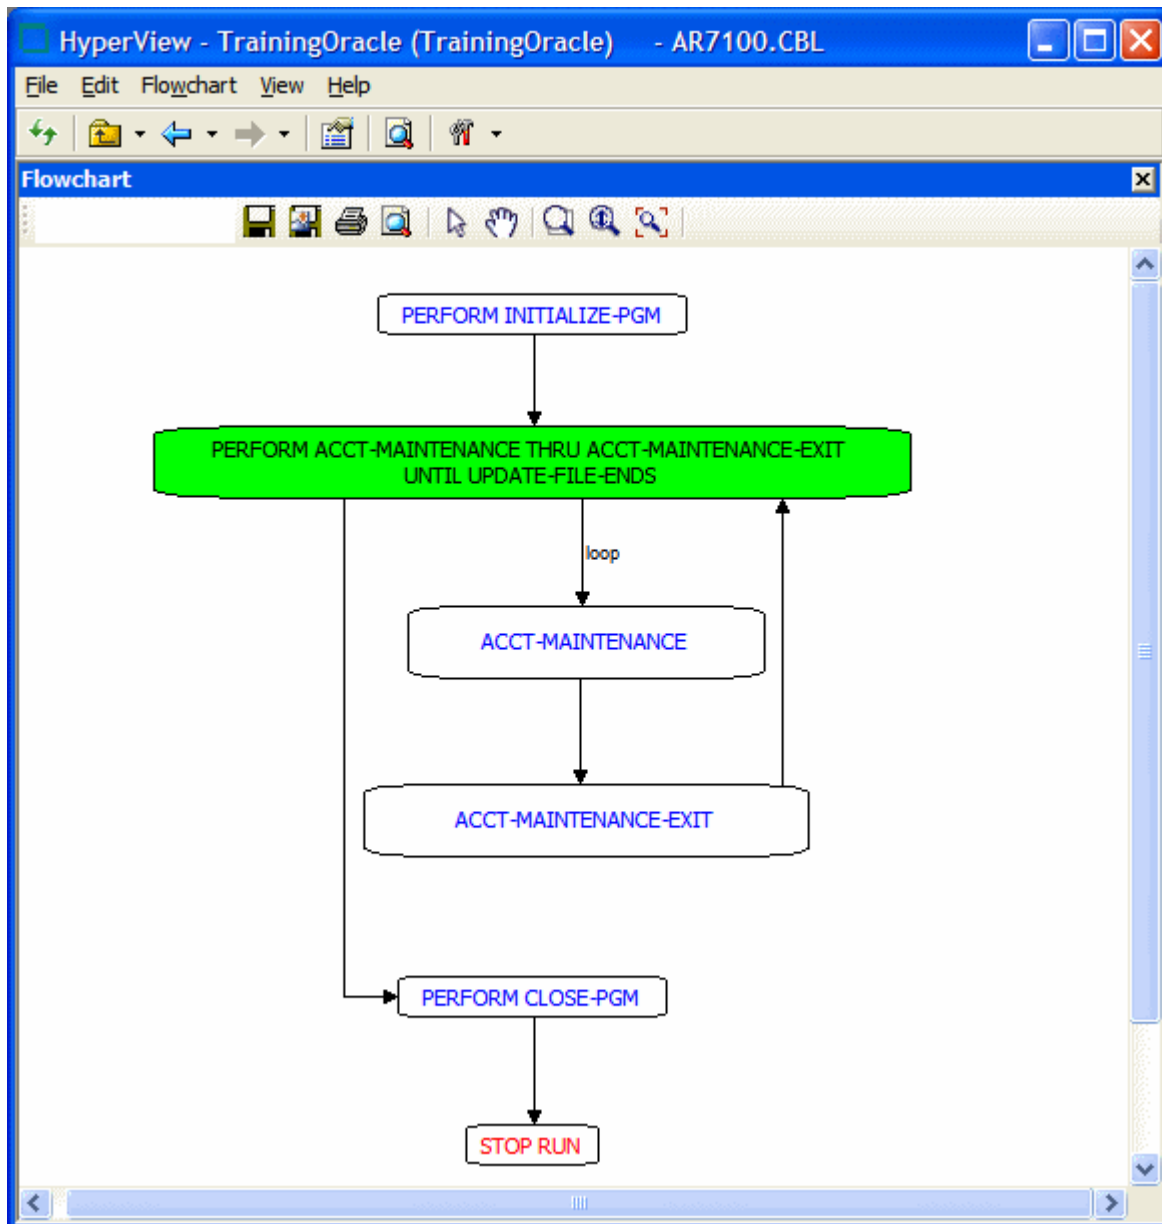 HyperView - TrainingOracle (TrainingOracle) - AR7100.CBL
File Edit Flowchart View Help
Flowchart
PERFORM INITIALIZE-PGM
PERFORM ACCT-MAINTENANCE THRU ACCT-MAINTENANCE-EXIT
UNTIL UPDATE-FILE-ENDS
loop
ACCT-MAINTENANCE
ACCT-MAINTENANCE-EXIT
PERFORM CLOSE-PGM
STOP RUN